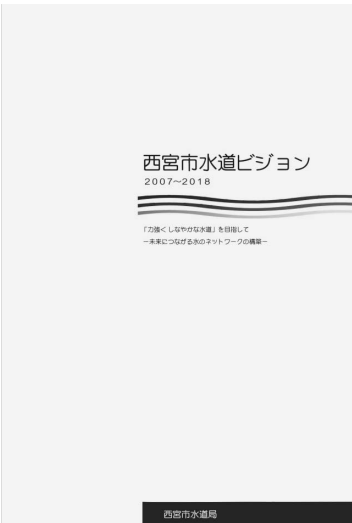 西宮市水道ビジョン
2007~2018
「力強くしなやかな水道」を目指して
－未来につながる水のネットワークの構築－
西宮市水道局